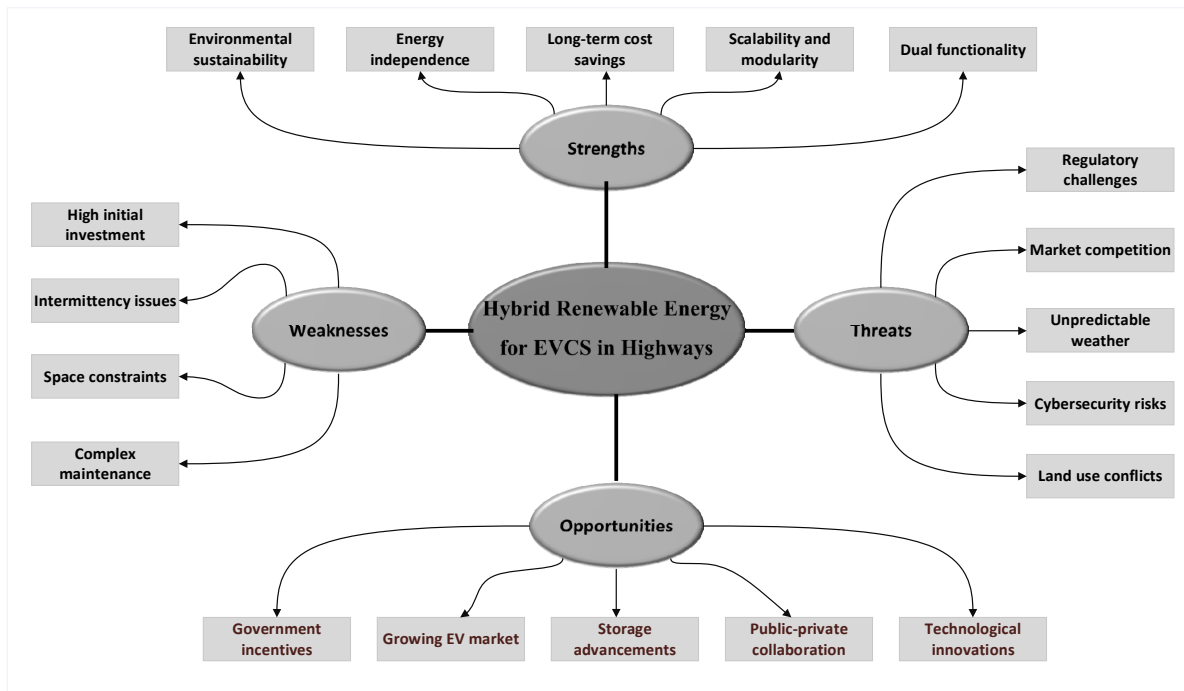 Environmental
sustainability
Energy
independence
Long-term cost
savings
Scalability and
modularity
Dual functionality
Strengths
High initial
investment
Intermittency issues
Space constraints
Complex
maintenance
Weaknesses
Hybrid Renewable Energy
for EVCS in Highways
Threats
Regulatory
challenges
Market competition
Unpredictable
weather
Cybersecurity risks
Land use conflicts
Opportunities
Government
incentives
Growing EV market
Storage
advancements
Public-private
collaboration
Technological
innovations